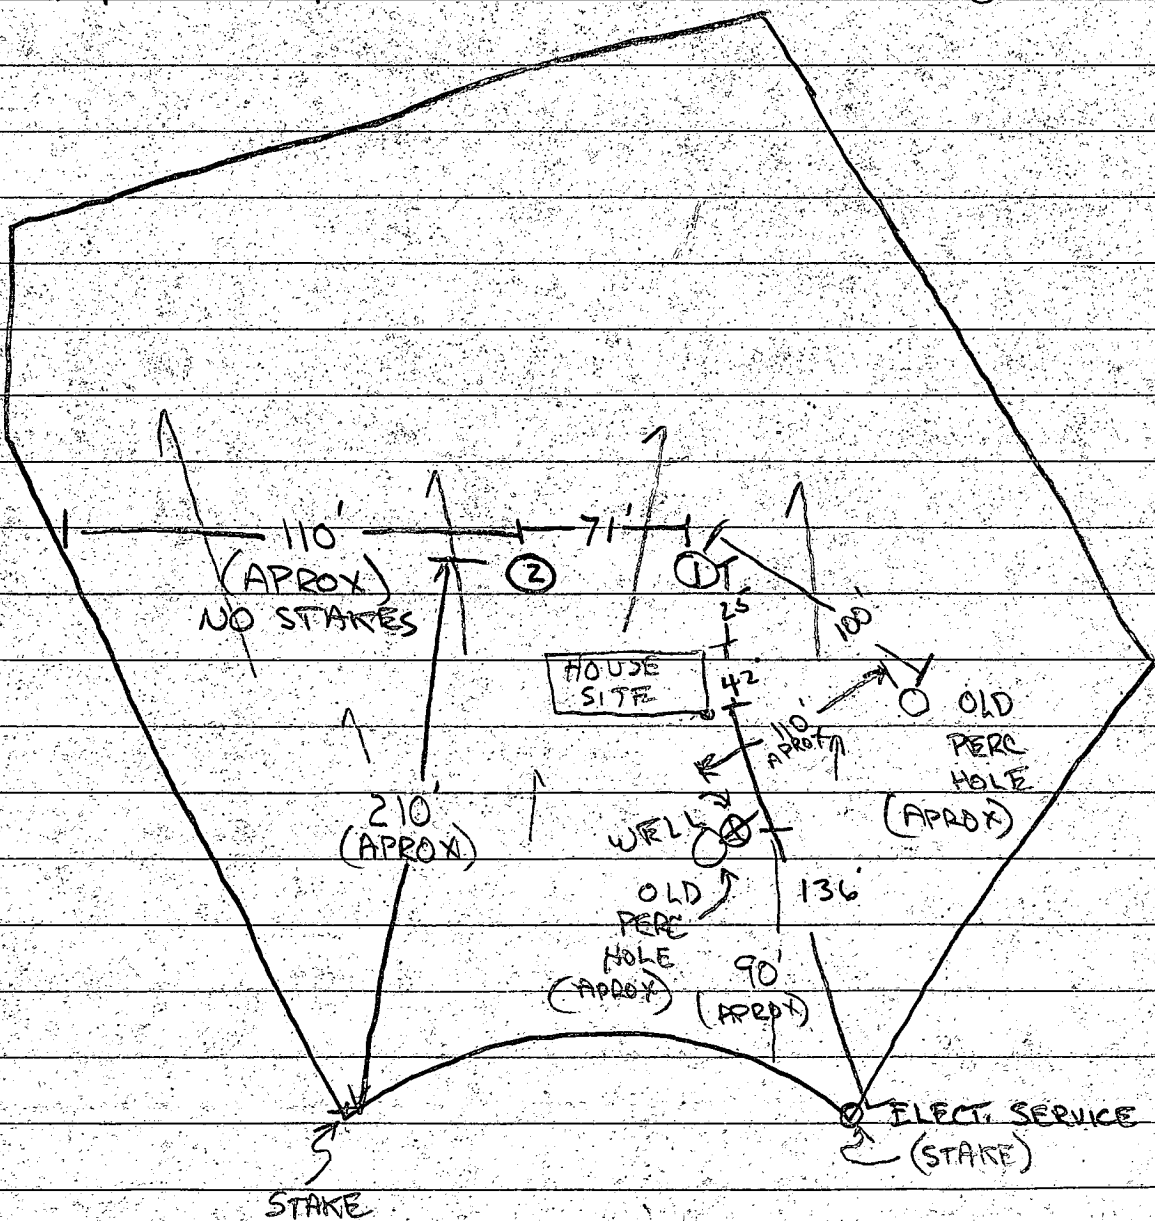 110'
(APROX)
NO STAKES
71'
②
①
25'
100'
HOUSE
SITE
42'
110'
APROX
OLD
PERC
HOLE
(APROX)
210'
(APROX)
WELL
OLD
PERC
HOLE
(APROX)
136'
90'
(APROX)
ELECT. SERVICE
(STAKE)
STAKE